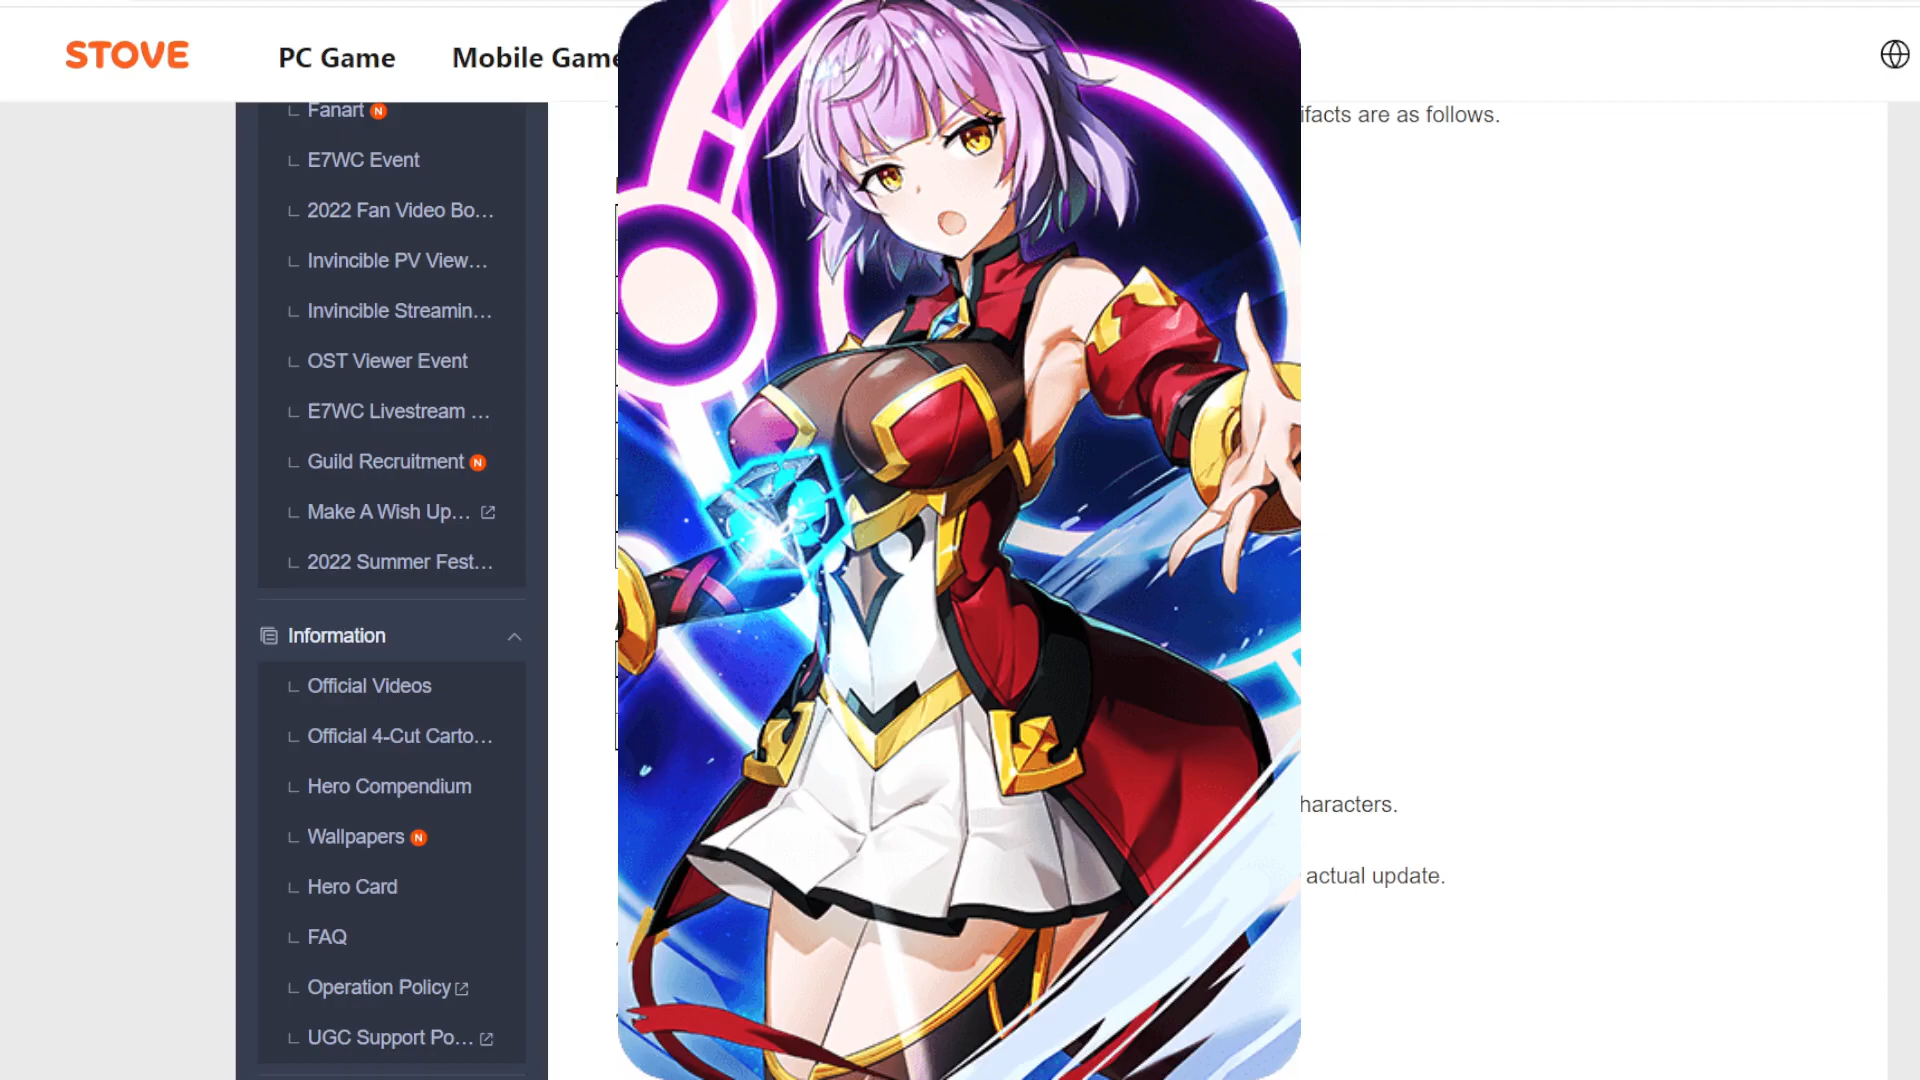 STOVE
PC Game
Mobile Game
ifacts are as follows.
Fanart N
E7WC Event
2022 Fan Video Bo...
Invincible PV View...
Invincible Streamin...
OST Viewer Event
E7WC Livestream ...
Guild Recruitment N
Make A Wish Up...
2022 Summer Fest...
Information
Official Videos
Official 4-Cut Carto...
Hero Compendium
haracters.
Wallpapers N
actual update.
Hero Card
FAQ
Operation Policy
UGC Support Po...